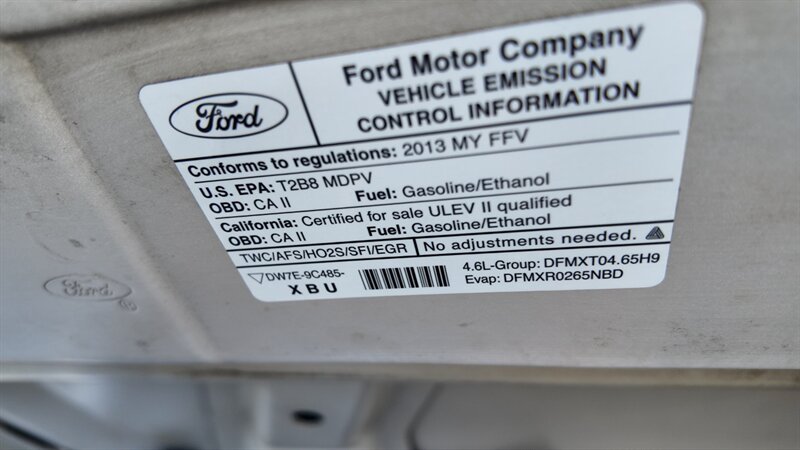 Ford
Ford Motor Company
VEHICLE EMISSION
CONTROL INFORMATION
Conforms to regulations: 2013 MY FFV
U.S. EPA: T2B8 MDPV
OBD: CA II Fuel: Gasoline/Ethanol
California: Certified for sale ULEV II qualified
OBD: CA II Fuel: Gasoline/Ethanol
TWC/AFS/HO2S/SFI/EGR No adjustments needed.
DW7E-9C485- 4.6L-Group: DFMXT04.65H9
XBU Evap: DFMXR0265NBD
Ford